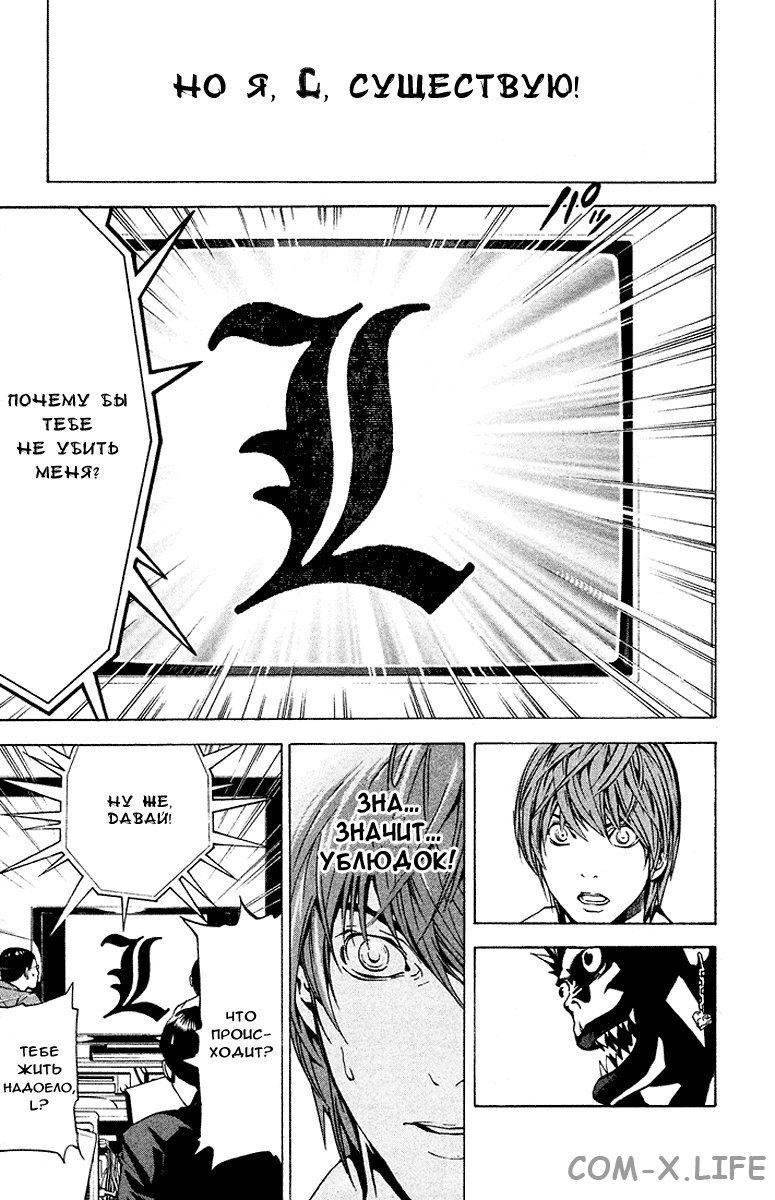 НО Я, L, СУЩЕСТВУЮ!
ПОЧЕМУ БЫ
ТЕБЕ
НЕ УБИТЬ
МЕНЯ?
L
ЗНА...
ЗНАЧИТ...
УБЛЮДОК!
НУ ЖЕ,
ДАВАЙ!
L
ЧТО
ПРОИС-
ХОДИТ?
ТЕБЕ
ЖИТЬ
НАДОЕЛО,
L?
COM-X.LIFE